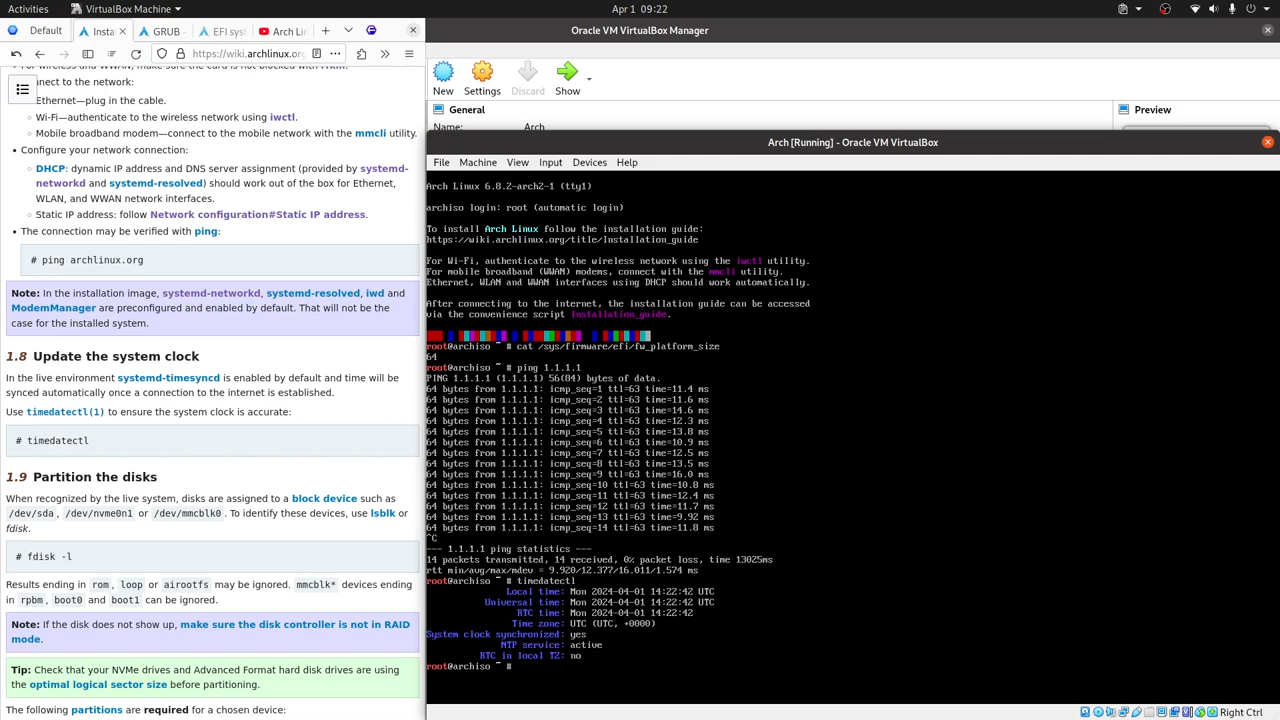 Activities
VirtualBox Machine
Apr 1 09:22
Default
Insta
GRUB -
EFI syst
Arch Lin
https://wiki.archlinux.org
Connect to the network:
Ethernet—plug in the cable.
Wi-Fi—authenticate to the wireless network using iwctl.
Mobile broadband modem—connect to the mobile network with the mmcli utility.
Configure your network connection:
DHCP: dynamic IP address and DNS server assignment (provided by systemd-
networkd and systemd-resolved) should work out of the box for Ethernet,
WLAN, and WWAN network interfaces.
Static IP address: follow Network configuration#Static IP address.
The connection may be verified with ping:
# ping archlinux.org
Note: In the installation image, systemd-networkd, systemd-resolved, iwd and
ModemManager are preconfigured and enabled by default. That will not be the
case for the installed system.
1.8 Update the system clock
In the live environment systemd-timesyncd is enabled by default and time will be
synced automatically once a connection to the internet is established.
Use timedatectl(1) to ensure the system clock is accurate:
# timedatectl
1.9 Partition the disks
When recognized by the live system, disks are assigned to a block device such as
/dev/sda, /dev/nvme0n1 or /dev/mmcblk0. To identify these devices, use lsblk or
fdisk.
# fdisk -l
Results ending in rom, loop or airootfs may be ignored. mmcblk* devices ending
in rpbm, boot0 and boot1 can be ignored.
Note: If the disk does not show up, make sure the disk controller is not in RAID
mode.
Tip: Check that your NVMe drives and Advanced Format hard disk drives are using
the optimal logical sector size before partitioning.
The following partitions are required for a chosen device:
Oracle VM VirtualBox Manager
New
Settings
Discard
Show
General
Preview
Name: Arch
Arch [Running] - Oracle VM VirtualBox
File Machine View Input Devices Help
Arch Linux 6.8.2-arch2-1 (tty1)
archiso login: root (automatic login)
To install Arch Linux follow the installation guide:
https://wiki.archlinux.org/title/Installation_guide
For Wi-Fi, authenticate to the wireless network using the iwctl utility.
For mobile broadband (WWAN) modems, connect with the mmcli utility.
Ethernet, WLAN and WWAN interfaces using DHCP should work automatically.
After connecting to the internet, the installation guide can be accessed
via the convenience script Installation_guide.
root@archiso ~ # cat /sys/firmware/efi/fw_platform_size
64
root@archiso ~ # ping 1.1.1.1
PING 1.1.1.1 (1.1.1.1) 56(84) bytes of data.
64 bytes from 1.1.1.1: icmp_seq=1 ttl=63 time=11.4 ms
64 bytes from 1.1.1.1: icmp_seq=2 ttl=63 time=11.6 ms
64 bytes from 1.1.1.1: icmp_seq=3 ttl=63 time=14.6 ms
64 bytes from 1.1.1.1: icmp_seq=4 ttl=63 time=12.3 ms
64 bytes from 1.1.1.1: icmp_seq=5 ttl=63 time=13.8 ms
64 bytes from 1.1.1.1: icmp_seq=6 ttl=63 time=10.9 ms
64 bytes from 1.1.1.1: icmp_seq=7 ttl=63 time=12.5 ms
64 bytes from 1.1.1.1: icmp_seq=8 ttl=63 time=13.5 ms
64 bytes from 1.1.1.1: icmp_seq=9 ttl=63 time=16.0 ms
64 bytes from 1.1.1.1: icmp_seq=10 ttl=63 time=10.8 ms
64 bytes from 1.1.1.1: icmp_seq=11 ttl=63 time=12.4 ms
64 bytes from 1.1.1.1: icmp_seq=12 ttl=63 time=11.7 ms
64 bytes from 1.1.1.1: icmp_seq=13 ttl=63 time=9.92 ms
64 bytes from 1.1.1.1: icmp_seq=14 ttl=63 time=11.8 ms
^C
--- 1.1.1.1 ping statistics ---
14 packets transmitted, 14 received, 0% packet loss, time 13025ms
rtt min/avg/max/mdev = 9.920/12.377/16.011/1.574 ms
root@archiso ~ # timedatectl
Local time: Mon 2024-04-01 14:22:42 UTC
Universal time: Mon 2024-04-01 14:22:42 UTC
RTC time: Mon 2024-04-01 14:22:42
Time zone: UTC (UTC, +0000)
System clock synchronized: yes
NTP service: active
RTC in local TZ: no
root@archiso ~ #
Right Ctrl